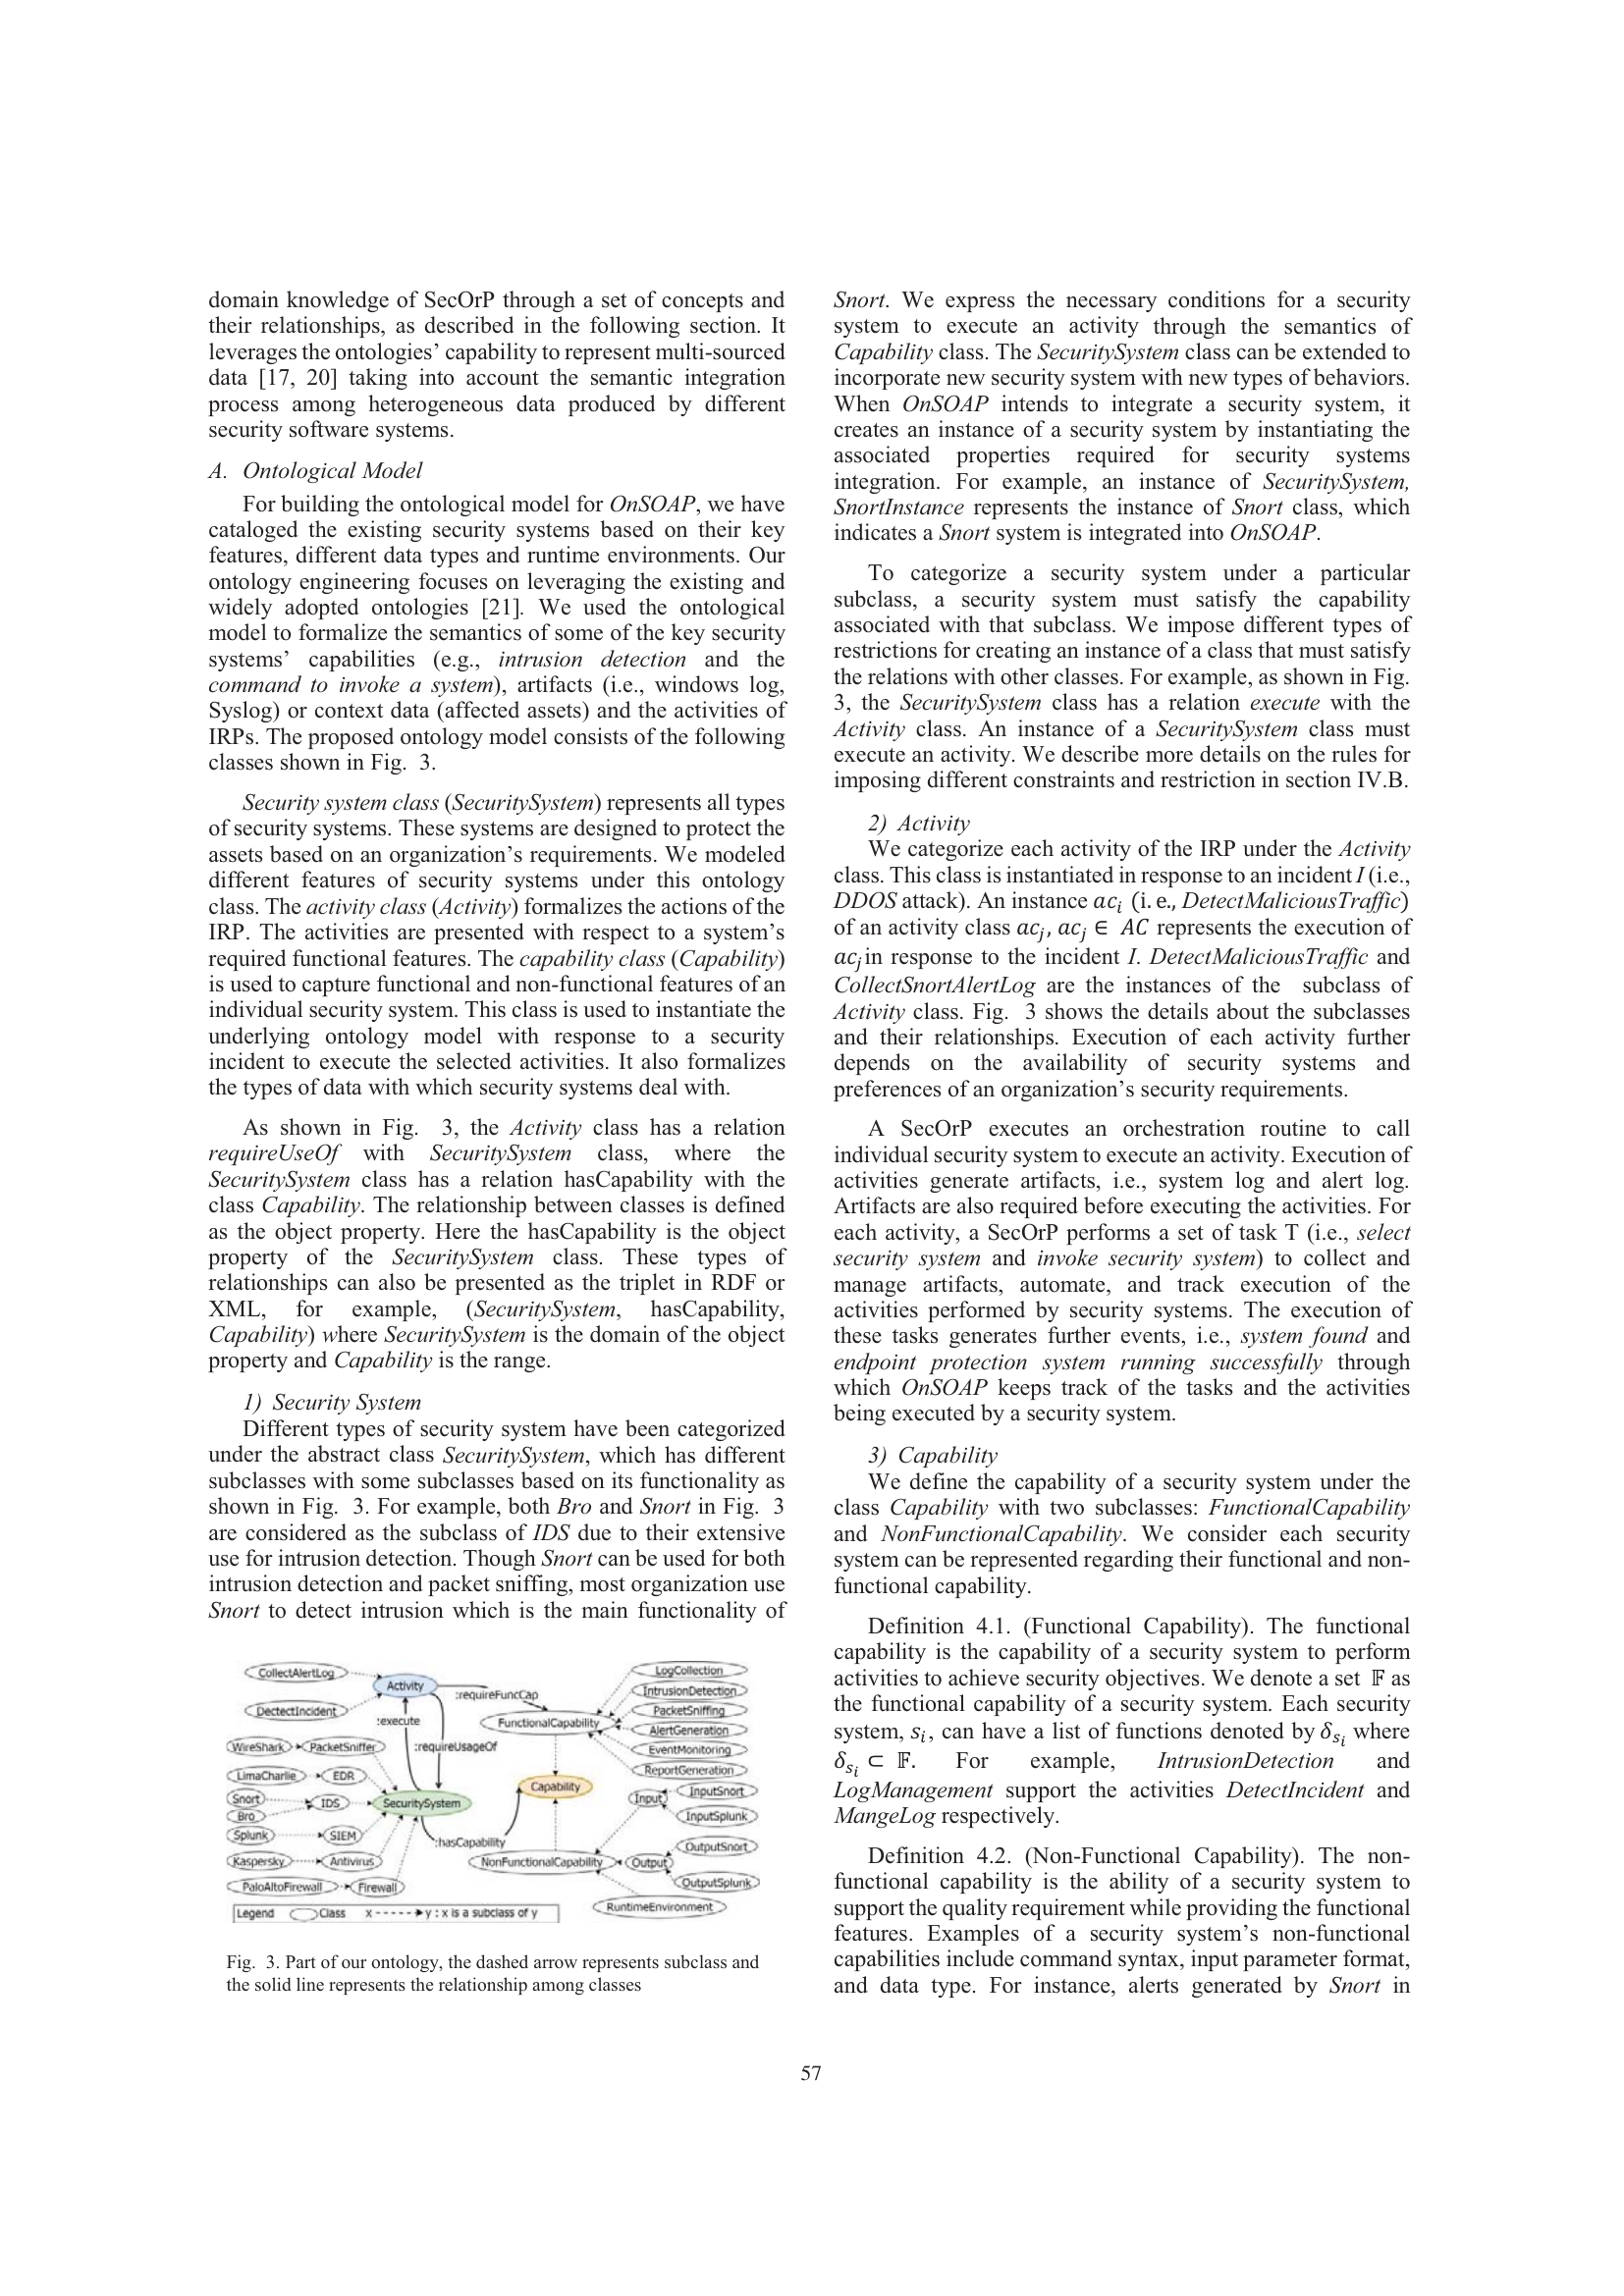 domain knowledge of SecOrP through a set of concepts and
their relationships, as described in the following section. It
leverages the ontologies’ capability to represent multi-sourced
data [17, 20] taking into account the semantic integration
process among heterogeneous data produced by different
security software systems.
A. Ontological Model
For building the ontological model for OnSOAP, we have
cataloged the existing security systems based on their key
features, different data types and runtime environments. Our
ontology engineering focuses on leveraging the existing and
widely adopted ontologies [21]. We used the ontological
model to formalize the semantics of some of the key security
systems’ capabilities (e.g., intrusion detection and the
command to invoke a system), artifacts (i.e., windows log,
Syslog) or context data (affected assets) and the activities of
IRPs. The proposed ontology model consists of the following
classes shown in Fig. 3.
Security system class (SecuritySystem) represents all types
of security systems. These systems are designed to protect the
assets based on an organization’s requirements. We modeled
different features of security systems under this ontology
class. The activity class (Activity) formalizes the actions of the
IRP. The activities are presented with respect to a system’s
required functional features. The capability class (Capability)
is used to capture functional and non-functional features of an
individual security system. This class is used to instantiate the
underlying ontology model with response to a security
incident to execute the selected activities. It also formalizes
the types of data with which security systems deal with.
As shown in Fig. 3, the Activity class has a relation
requireUseOf with SecuritySystem class, where the
SecuritySystem class has a relation hasCapability with the
class Capability. The relationship between classes is defined
as the object property. Here the hasCapability is the object
property of the SecuritySystem class. These types of
relationships can also be presented as the triplet in RDF or
XML, for example, (SecuritySystem, hasCapability,
Capability) where SecuritySystem is the domain of the object
property and Capability is the range.
1) Security System
Different types of security system have been categorized
under the abstract class SecuritySystem, which has different
subclasses with some subclasses based on its functionality as
shown in Fig. 3. For example, both Bro and Snort in Fig. 3
are considered as the subclass of IDS due to their extensive
use for intrusion detection. Though Snort can be used for both
intrusion detection and packet sniffing, most organization use
Snort to detect intrusion which is the main functionality of
CollectAlertLog
Activity
:requireFuncCap
LogCollection
IntrusionDetection
DectectIncident
:execute
FunctionalCapability
PacketSniffing
AlertGeneration
WireShark
PacketSniffer
:requireUsageOf
EventMonitoring
ReportGeneration
LimaCharlie
EDR
Capability
Snort
IDS
SecuritySystem
Input
InputSnort
Bro
InputSplunk
Splunk
SIEM
:hasCapability
OutputSnort
Kaspersky
Antivirus
NonFunctionalCapability
Output
PaloAltoFirewall
Firewall
OutputSplunk
RuntimeEnvironment
Legend Class x - - - - - y : x is a subclass of y
Fig. 3. Part of our ontology, the dashed arrow represents subclass and
the solid line represents the relationship among classes
Snort. We express the necessary conditions for a security
system to execute an activity through the semantics of
Capability class. The SecuritySystem class can be extended to
incorporate new security system with new types of behaviors.
When OnSOAP intends to integrate a security system, it
creates an instance of a security system by instantiating the
associated properties required for security systems
integration. For example, an instance of SecuritySystem,
SnortInstance represents the instance of Snort class, which
indicates a Snort system is integrated into OnSOAP.
To categorize a security system under a particular
subclass, a security system must satisfy the capability
associated with that subclass. We impose different types of
restrictions for creating an instance of a class that must satisfy
the relations with other classes. For example, as shown in Fig.
3, the SecuritySystem class has a relation execute with the
Activity class. An instance of a SecuritySystem class must
execute an activity. We describe more details on the rules for
imposing different constraints and restriction in section IV.B.
2) Activity
We categorize each activity of the IRP under the Activity
class. This class is instantiated in response to an incident I (i.e.,
DDOS attack). An instance acᵢ (i. e., DetectMaliciousTraffic)
of an activity class acⱼ, acⱼ ∈ AC represents the execution of
acⱼ in response to the incident I. DetectMaliciousTraffic and
CollectSnortAlertLog are the instances of the subclass of
Activity class. Fig. 3 shows the details about the subclasses
and their relationships. Execution of each activity further
depends on the availability of security systems and
preferences of an organization’s security requirements.
A SecOrP executes an orchestration routine to call
individual security system to execute an activity. Execution of
activities generate artifacts, i.e., system log and alert log.
Artifacts are also required before executing the activities. For
each activity, a SecOrP performs a set of task T (i.e., select
security system and invoke security system) to collect and
manage artifacts, automate, and track execution of the
activities performed by security systems. The execution of
these tasks generates further events, i.e., system found and
endpoint protection system running successfully through
which OnSOAP keeps track of the tasks and the activities
being executed by a security system.
3) Capability
We define the capability of a security system under the
class Capability with two subclasses: FunctionalCapability
and NonFunctionalCapability. We consider each security
system can be represented regarding their functional and non-
functional capability.
Definition 4.1. (Functional Capability). The functional
capability is the capability of a security system to perform
activities to achieve security objectives. We denote a set 𝔽 as
the functional capability of a security system. Each security
system, sᵢ, can have a list of functions denoted by δ_{sᵢ} where
δ_{sᵢ} ⊂ 𝔽. For example, IntrusionDetection and
LogManagement support the activities DetectIncident and
MangeLog respectively.
Definition 4.2. (Non-Functional Capability). The non-
functional capability is the ability of a security system to
support the quality requirement while providing the functional
features. Examples of a security system’s non-functional
capabilities include command syntax, input parameter format,
and data type. For instance, alerts generated by Snort in
57